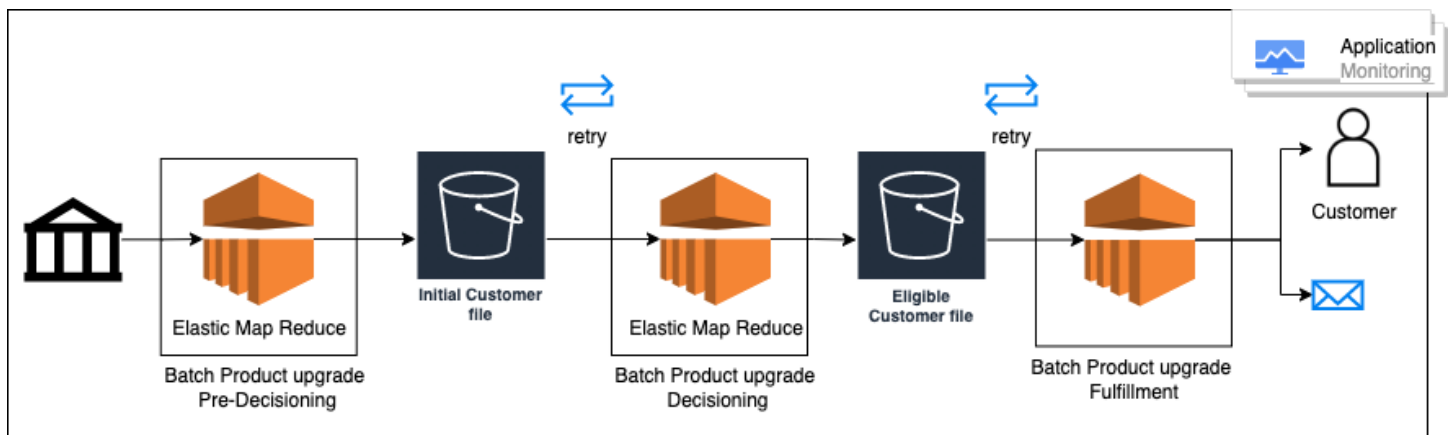 Application
Monitoring
retry
retry
Customer
Initial Customer
file
Eligible
Customer file
Elastic Map Reduce
Elastic Map Reduce
Batch Product upgrade
Pre-Decisioning
Batch Product upgrade
Decisioning
Batch Product upgrade
Fulfillment